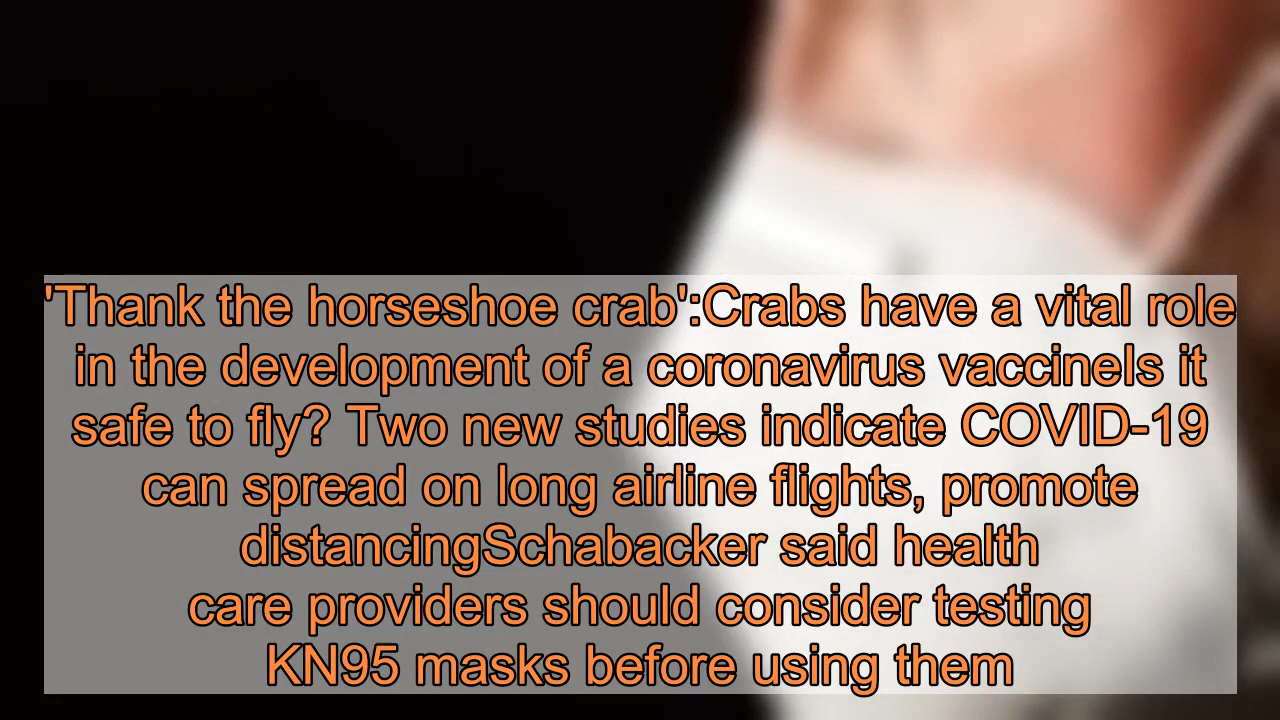 'Thank the horseshoe crab':Crabs have a vital role
in the development of a coronavirus vaccineIs it
safe to fly? Two new studies indicate COVID-19
can spread on long airline flights, promote
distancingSchabacker said health
care providers should consider testing
KN95 masks before using them